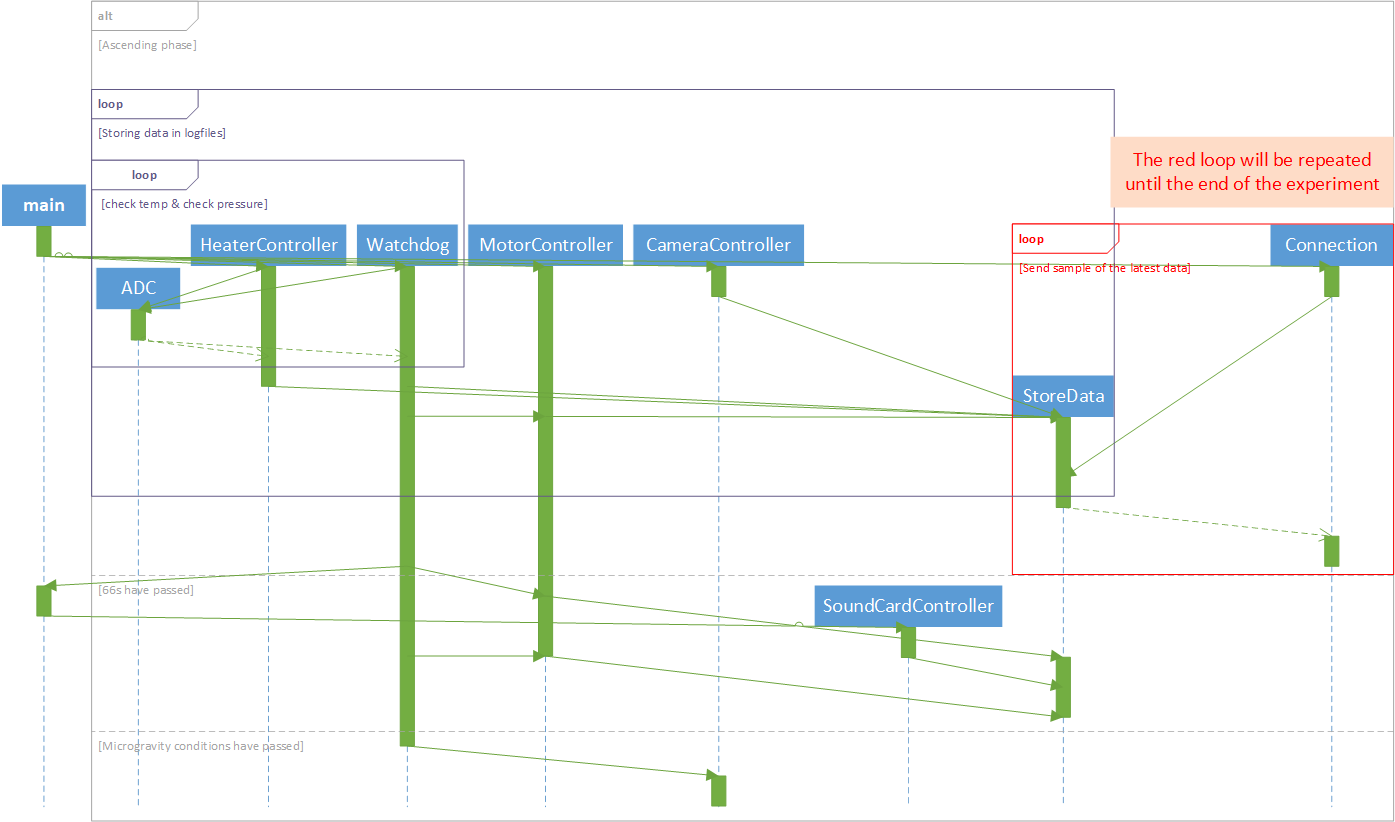 alt
[Ascending phase]
loop
[Storing data in logfiles]
The red loop will be repeated
until the end of the experiment
loop
main
[check temp & check pressure]
HeaterController
Watchdog
MotorController
CameraController
loop
Connection
[Send sample of the latest data]
ADC
StoreData
[66s have passed]
SoundCardController
[Microgravity conditions have passed]